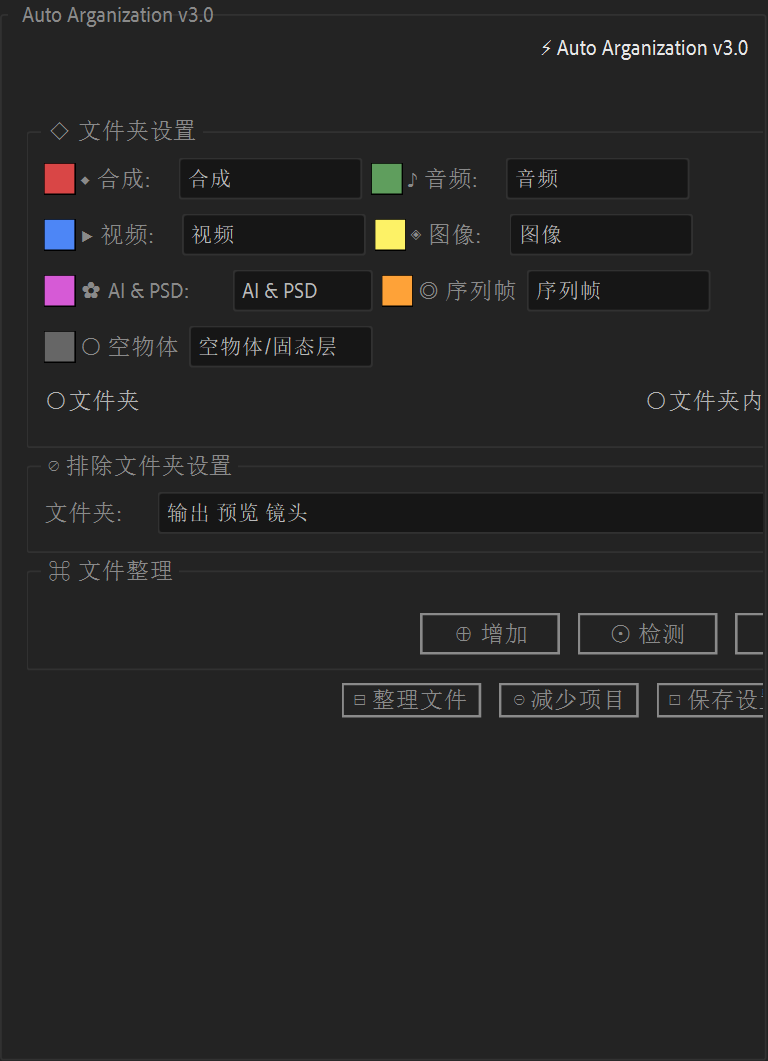 Auto Arganization v3.0
⚡ Auto Arganization v3.0
◇ 文件夹设置
◆ 合成: 合成 ♪ 音频: 音频
▶ 视频: 视频 ◈ 图像: 图像
✿ AI & PSD: AI & PSD ◎ 序列帧 序列帧
○ 空物体 空物体/固态层
○文件夹 ○文件夹内
⊘ 排除文件夹设置
文件夹: 输出 预览 镜头
⌘ 文件整理
⊕ 增加 ⊙ 检测
⊟ 整理文件 ⊖ 减少项目 ⊡ 保存设